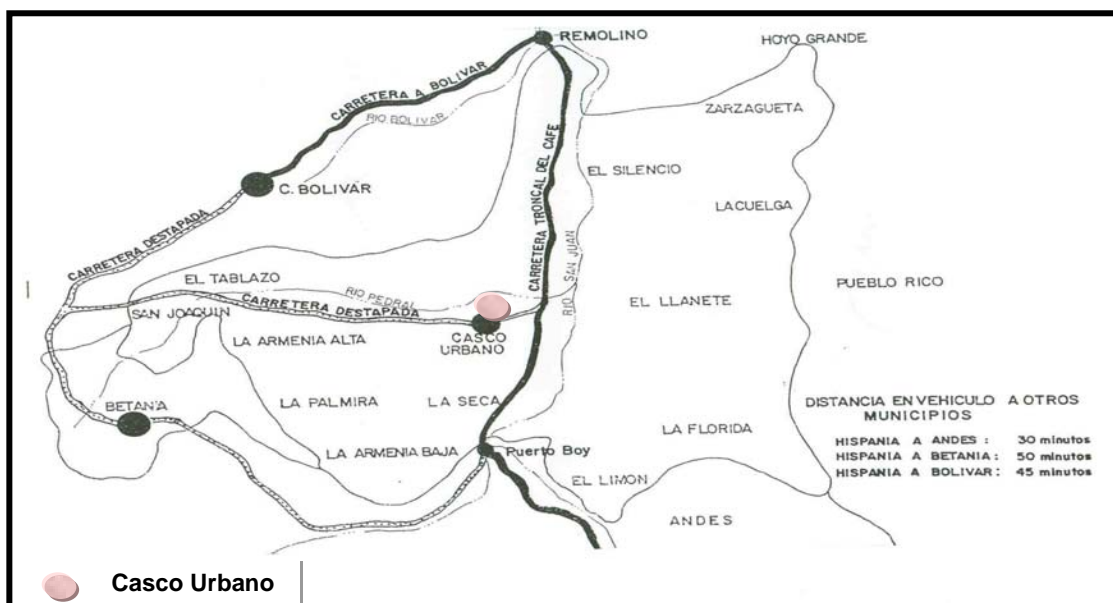 REMOLINO
HOYO GRANDE
CARRETERA A BOLIVAR
RIO BOLIVAR
ZARZAGUETA
CARRETERA TRONCAL DEL CAFE
EL SILENCIO
C. BOLIVAR
LA CUELGA
CARRETERA DESTAPADA
RIO SAN JUAN
EL TABLAZO
PUEBLO RICO
RIO PEDRAL
CARRETERA DESTAPADA
EL LLANETE
SAN JOAQUIN
LA ARMENIA ALTA
CASCO
URBANO
BETANIA
LA PALMIRA
LA SECA
DISTANCIA EN VEHICULO A OTROS
MUNICIPIOS
LA FLORIDA
HISPANIA A ANDES : 30 minutos
HISPANIA A BETANIA : 50 minutos
HISPANIA A BOLIVAR : 45 minutos
LA ARMENIA BAJA
Puerto Boy
EL LIMON
ANDES
Casco Urbano